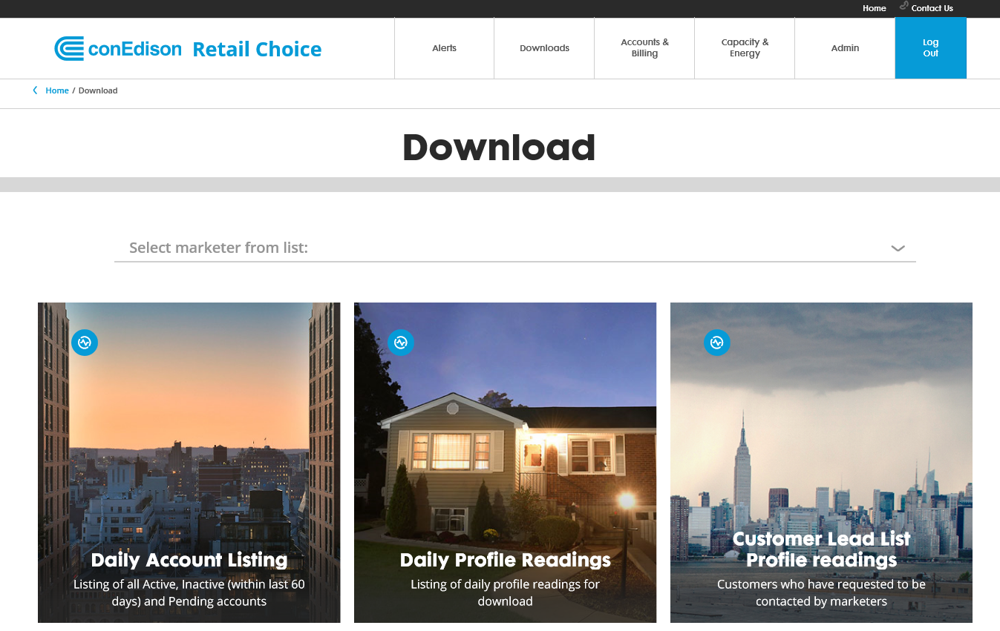 Home Contact Us
conEdison Retail Choice
Alerts
Downloads
Accounts &
Billing
Capacity &
Energy
Admin
Log
Out
Home / Download
Download
Select marketer from list:
Daily Account Listing
Listing of all Active, Inactive (within last 60
days) and Pending accounts
Daily Profile Readings
Listing of daily profile readings for
download
Customer Lead List
Profile readings
Customers who have requested to be
contacted by marketers